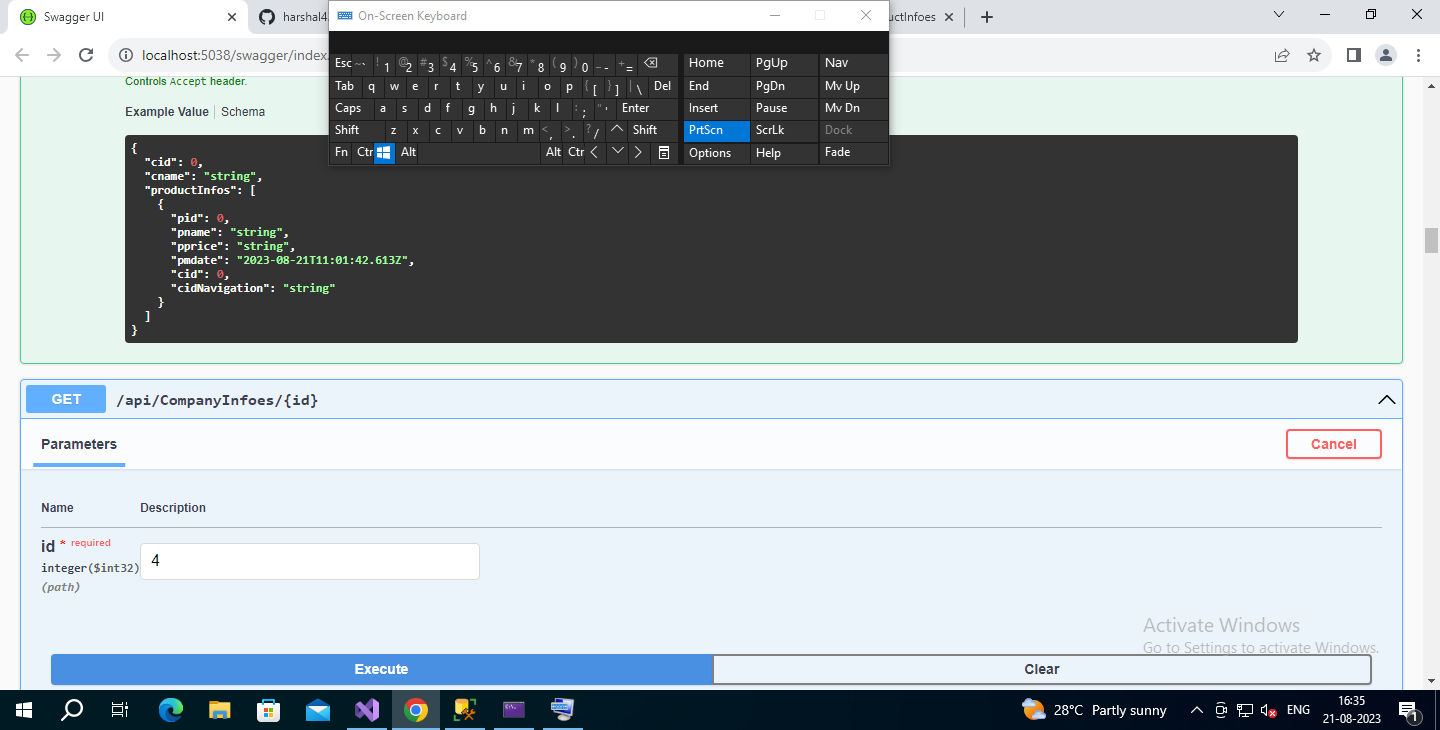 Swagger UI
harshal4
On-Screen Keyboard
uctInfoes
localhost:5038/swagger/index.
Esc ~ ` ! 1 @ 2 # 3 $ 4 % 5 ^ 6 & 7 * 8 ( 9 ) 0 _ - + = Home PgUp Nav
Tab q w e r t y u i o p { [ } ] | \ Del End PgDn Mv Up
Caps a s d f g h j k l : ; " ' Enter Insert Pause Mv Dn
Shift z x c v b n m < , > . ? / Shift PrtScn ScrLk Dock
Fn Ctr Alt Alt Ctr Options Help Fade
Controls Accept header.
Example Value Schema
{
"cid": 0,
"cname": "string",
"productInfos": [
{
"pid": 0,
"pname": "string",
"pprice": "string",
"pmdate": "2023-08-21T11:01:42.613Z",
"cid": 0,
"cidNavigation": "string"
}
]
}
GET /api/CompanyInfoes/{id}
Parameters Cancel
Name Description
id * required
integer($int32)
(path)
4
Activate Windows
Go to Settings to activate Windows.
Execute Clear
28°C Partly sunny ENG 16:35
21-08-2023
1